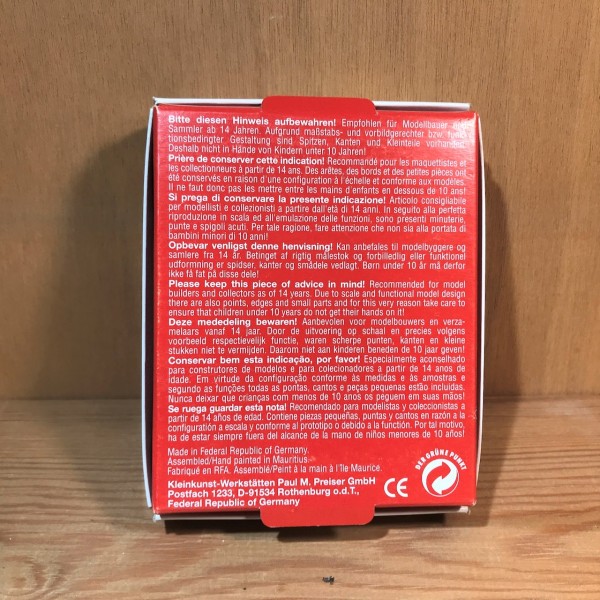 Bitte diesen Hinweis aufbewahren! Empfohlen für Modellbauer und
Sammler ab 14 Jahren. Aufgrund maßstabs- und vorbildgerechter bzw. funk-
tionsbedingter Gestaltung sind Spitzen, Kanten und Kleinteile vorhanden.
Deshalb nicht in Hände von Kindern unter 10 Jahren!
Prière de conserver cette indication! Recommandé pour les maquettistes et
les collectionneurs à partir de 14 ans. Des arêtes, des bords et des petites pièces ont
été conservés en raison d'une configuration à l'échelle et conforme aux modèles.
Il ne faut donc pas les mettre entre les mains d'enfants en dessous de 10 ans!
Si prega di conservare la presente indicazione! Articolo consigliabile
per modellisti e collezionisti a partire dall'età di 14 anni. In seguito alla perfetta
riproduzione in scala ed all'emulazione delle funzioni, sono presenti minuterie,
punte e spigoli acuti. Per tale ragione, fare attenzione che non sia alla portata di
bambini minori di 10 anni!
Opbevar venligst denne henvisning! Kan anbefales til modelbyggere og
samlere fra 14 år. Betinget af rigtig målestok og forbilledlig eller funktionel
udformning er spidser, kanter og smådele vedlagt. Børn under 10 år må derfor
ikke få fat på disse dele!
Please keep this piece of advice in mind! Recommended for model
builders and collectors as of 14 years. Due to scale and functional model design
there are also points, edges and small parts and for this very reason take care to
ensure that children under 10 years do not get their hands on it!
Deze mededeling bewaren! Aanbevolen voor modelbouwers en verza-
melaars vanaf 14 jaar. Door de uitvoering op schaal en precies volgens
voorbeeld respectievelijk functie, waren scherpe punten, kanten en kleine
stukken niet te vermijden. Daarom niet aan kinderen beneden de 10 jaar geven!
Conservar bem esta indicação, por favor! Especialmente aconselhado
para construtores de modelos e para colecionadores a partir de 14 anos de
idade. Em virtude da configuração conforme às medidas e às amostras e
segundo as funções todas as pontas, cantos e peças pequenas estão incluidas.
Nunca deixar que crianças com menos de 10 anos os peguem em suas mãos!
Se ruega guardar esta nota! Recomendado para modelistas y coleccionistas a
partir de 14 años de edad. Contiene piezas pequeñas, puntas y cantos en razón a la
configuración a escala y conforme al prototipo o debido a la función. Por tal motivo,
ha de estar siempre fuera del alcance de la mano de niños menores de 10 años!
Made in Federal Republic of Germany.
Assembled/Hand painted in Mauritius.
Fabriqué en RFA. Assemblé/Peint à la main à l'Ile Maurice.
Kleinkunst-Werkstätten Paul M. Preiser GmbH
Postfach 1233, D-91534 Rothenburg o.d.T.,
Federal Republic of Germany
CE
DER GRÜNE PUNKT